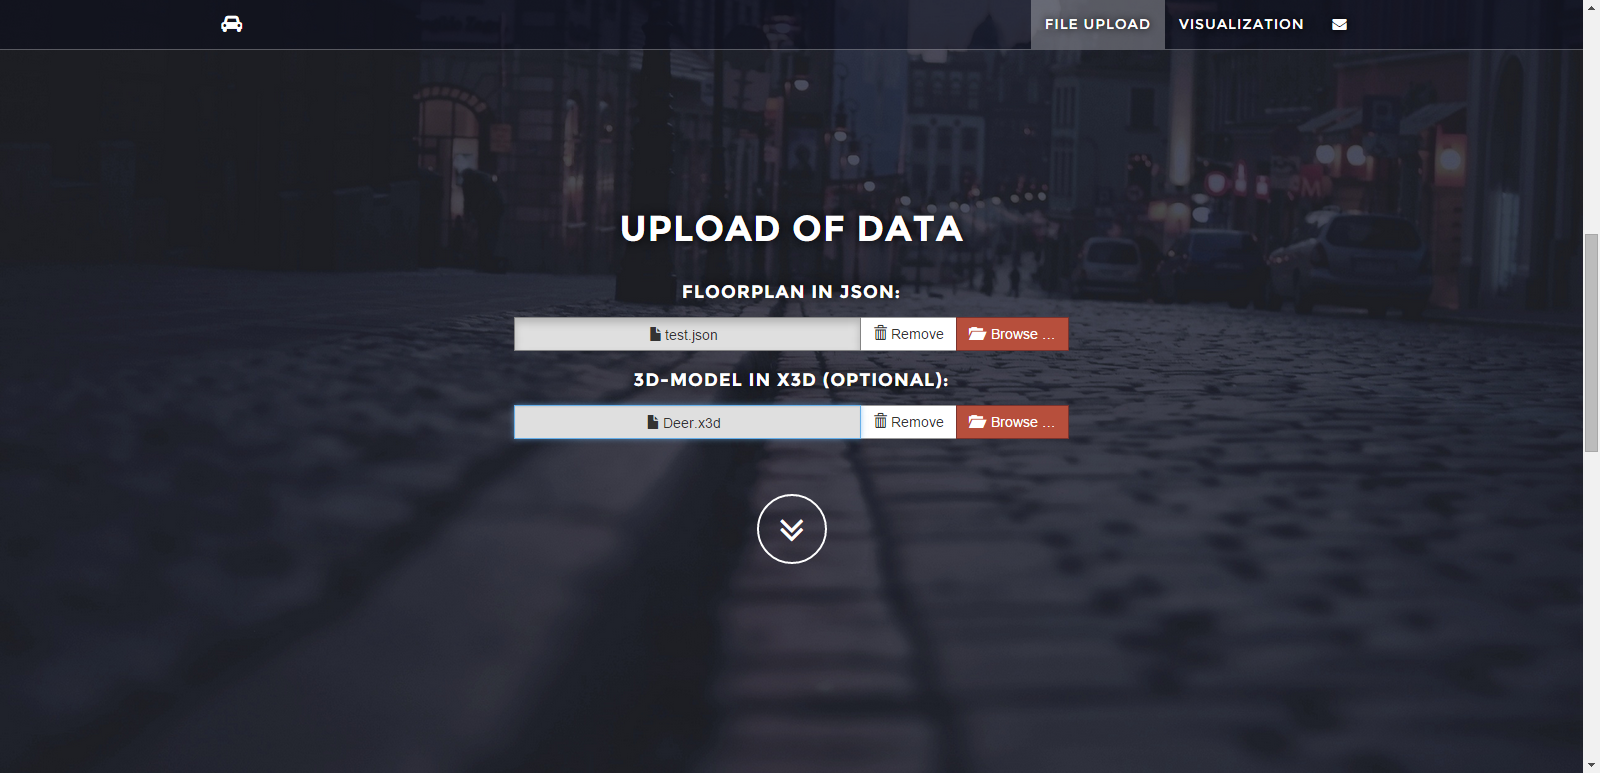 FILE UPLOAD
VISUALIZATION
UPLOAD OF DATA
FLOORPLAN IN JSON:
test.json
Remove
Browse ...
3D-MODEL IN X3D (OPTIONAL):
Deer.x3d
Remove
Browse ...